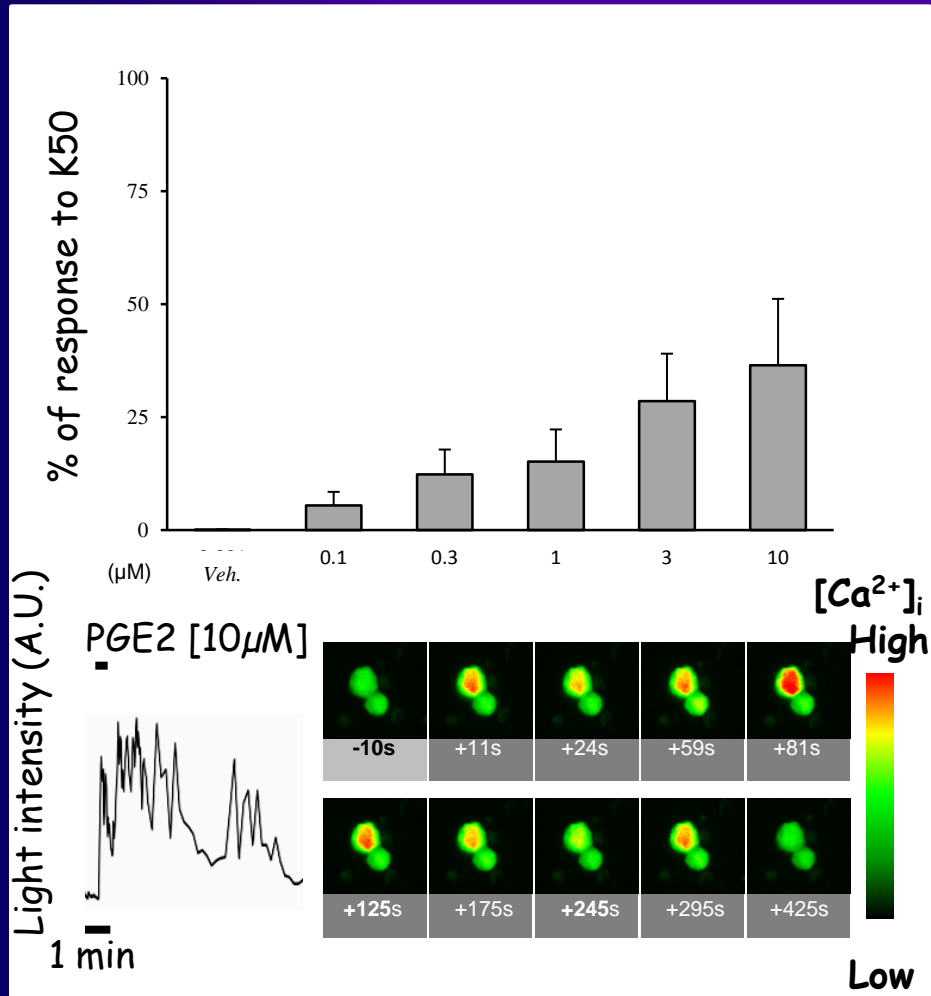 % of response to K50
100
75
50
25
0
(µM)
Veh.
0.1
0.3
1
3
10
Light intensity (A.U.)
PGE2 [10µM]
1 min
[Ca²⁺]ᵢ
High
-10s
+11s
+24s
+59s
+81s
+125s
+175s
+245s
+295s
+425s
Low